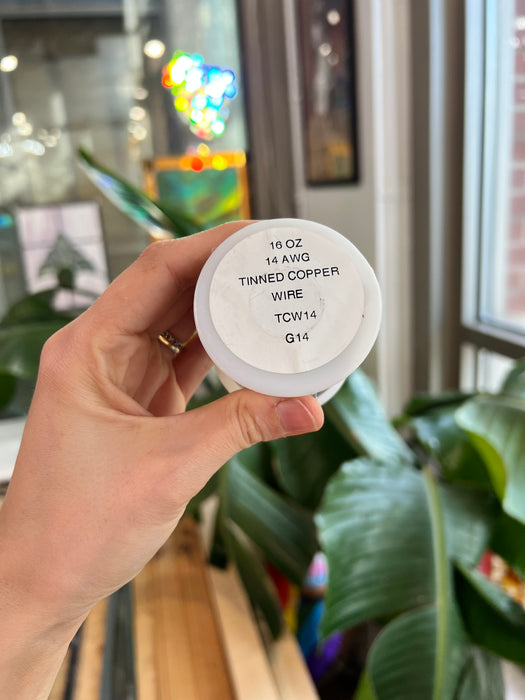 16 OZ
14 AWG
TINNED COPPER
WIRE
TCW14
G14